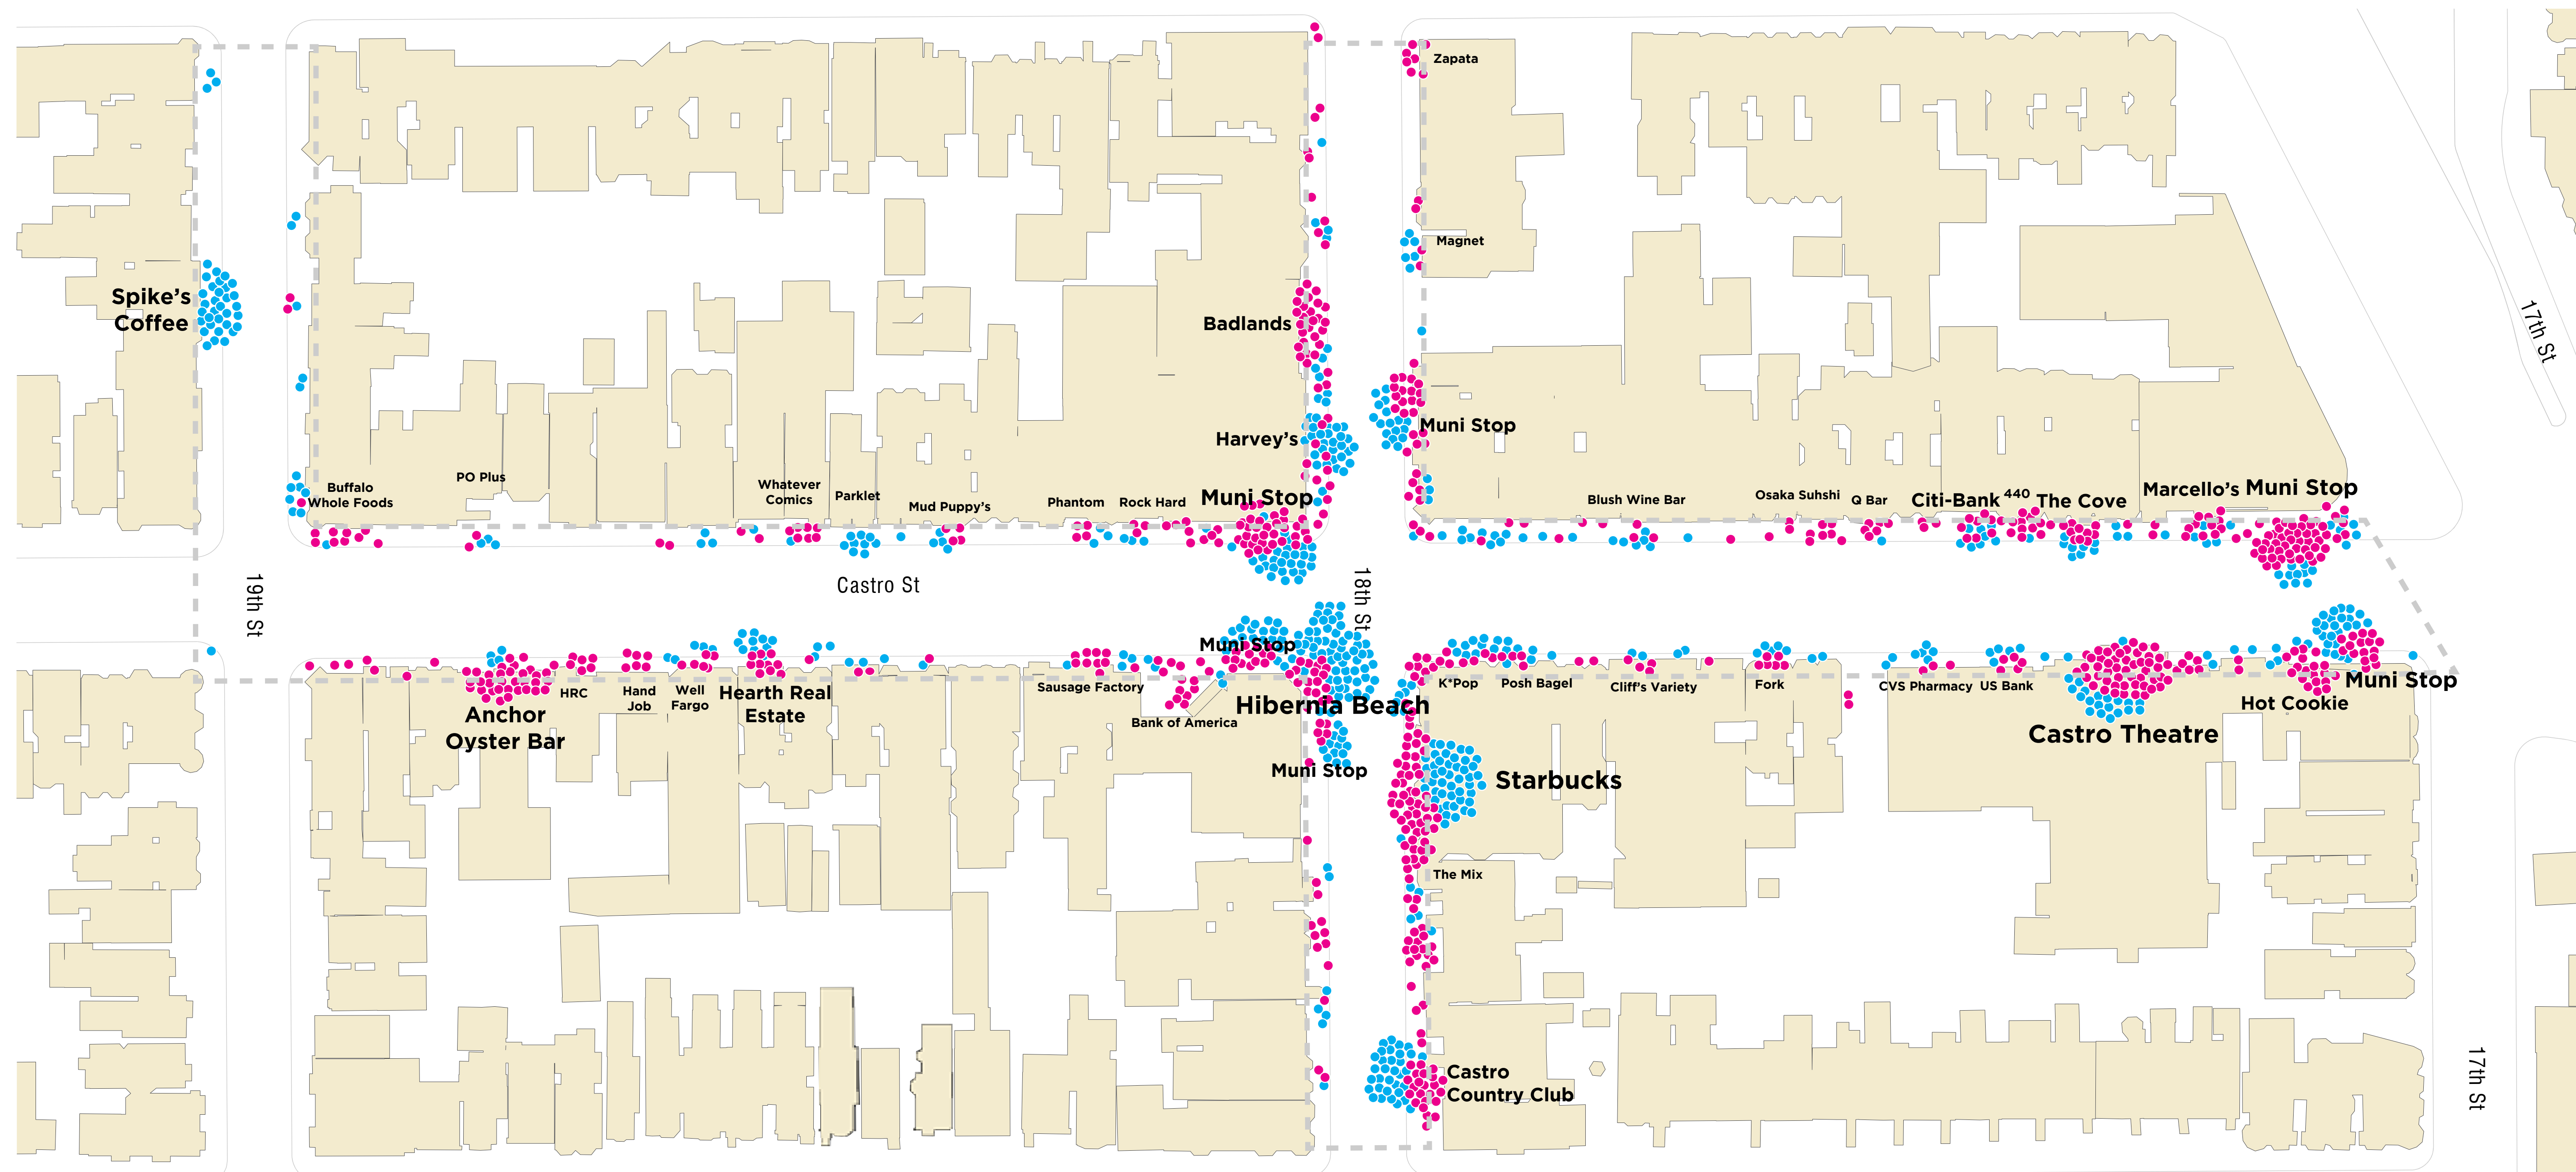 Zapata
Magnet
17th St
Spike's
Coffee
Badlands
Muni Stop
Harvey's
Buffalo
Whole Foods
PO Plus
Whatever
Comics
Parklet
Mud Puppy's
Phantom
Rock Hard
Muni Stop
Blush Wine Bar
Osaka Suhshi
Q Bar
Citi-Bank
440
The Cove
Marcello's
Muni Stop
19th St
Castro St
18th St
Muni Stop
Anchor
Oyster Bar
HRC
Hand
Job
Well
Fargo
Hearth Real
Estate
Sausage Factory
Bank of America
Hibernia Beach
Muni Stop
K*Pop
Posh Bagel
Cliff's Variety
Fork
CVS Pharmacy
US Bank
Castro Theatre
Hot Cookie
Muni Stop
Starbucks
The Mix
Castro
Country Club
17th St